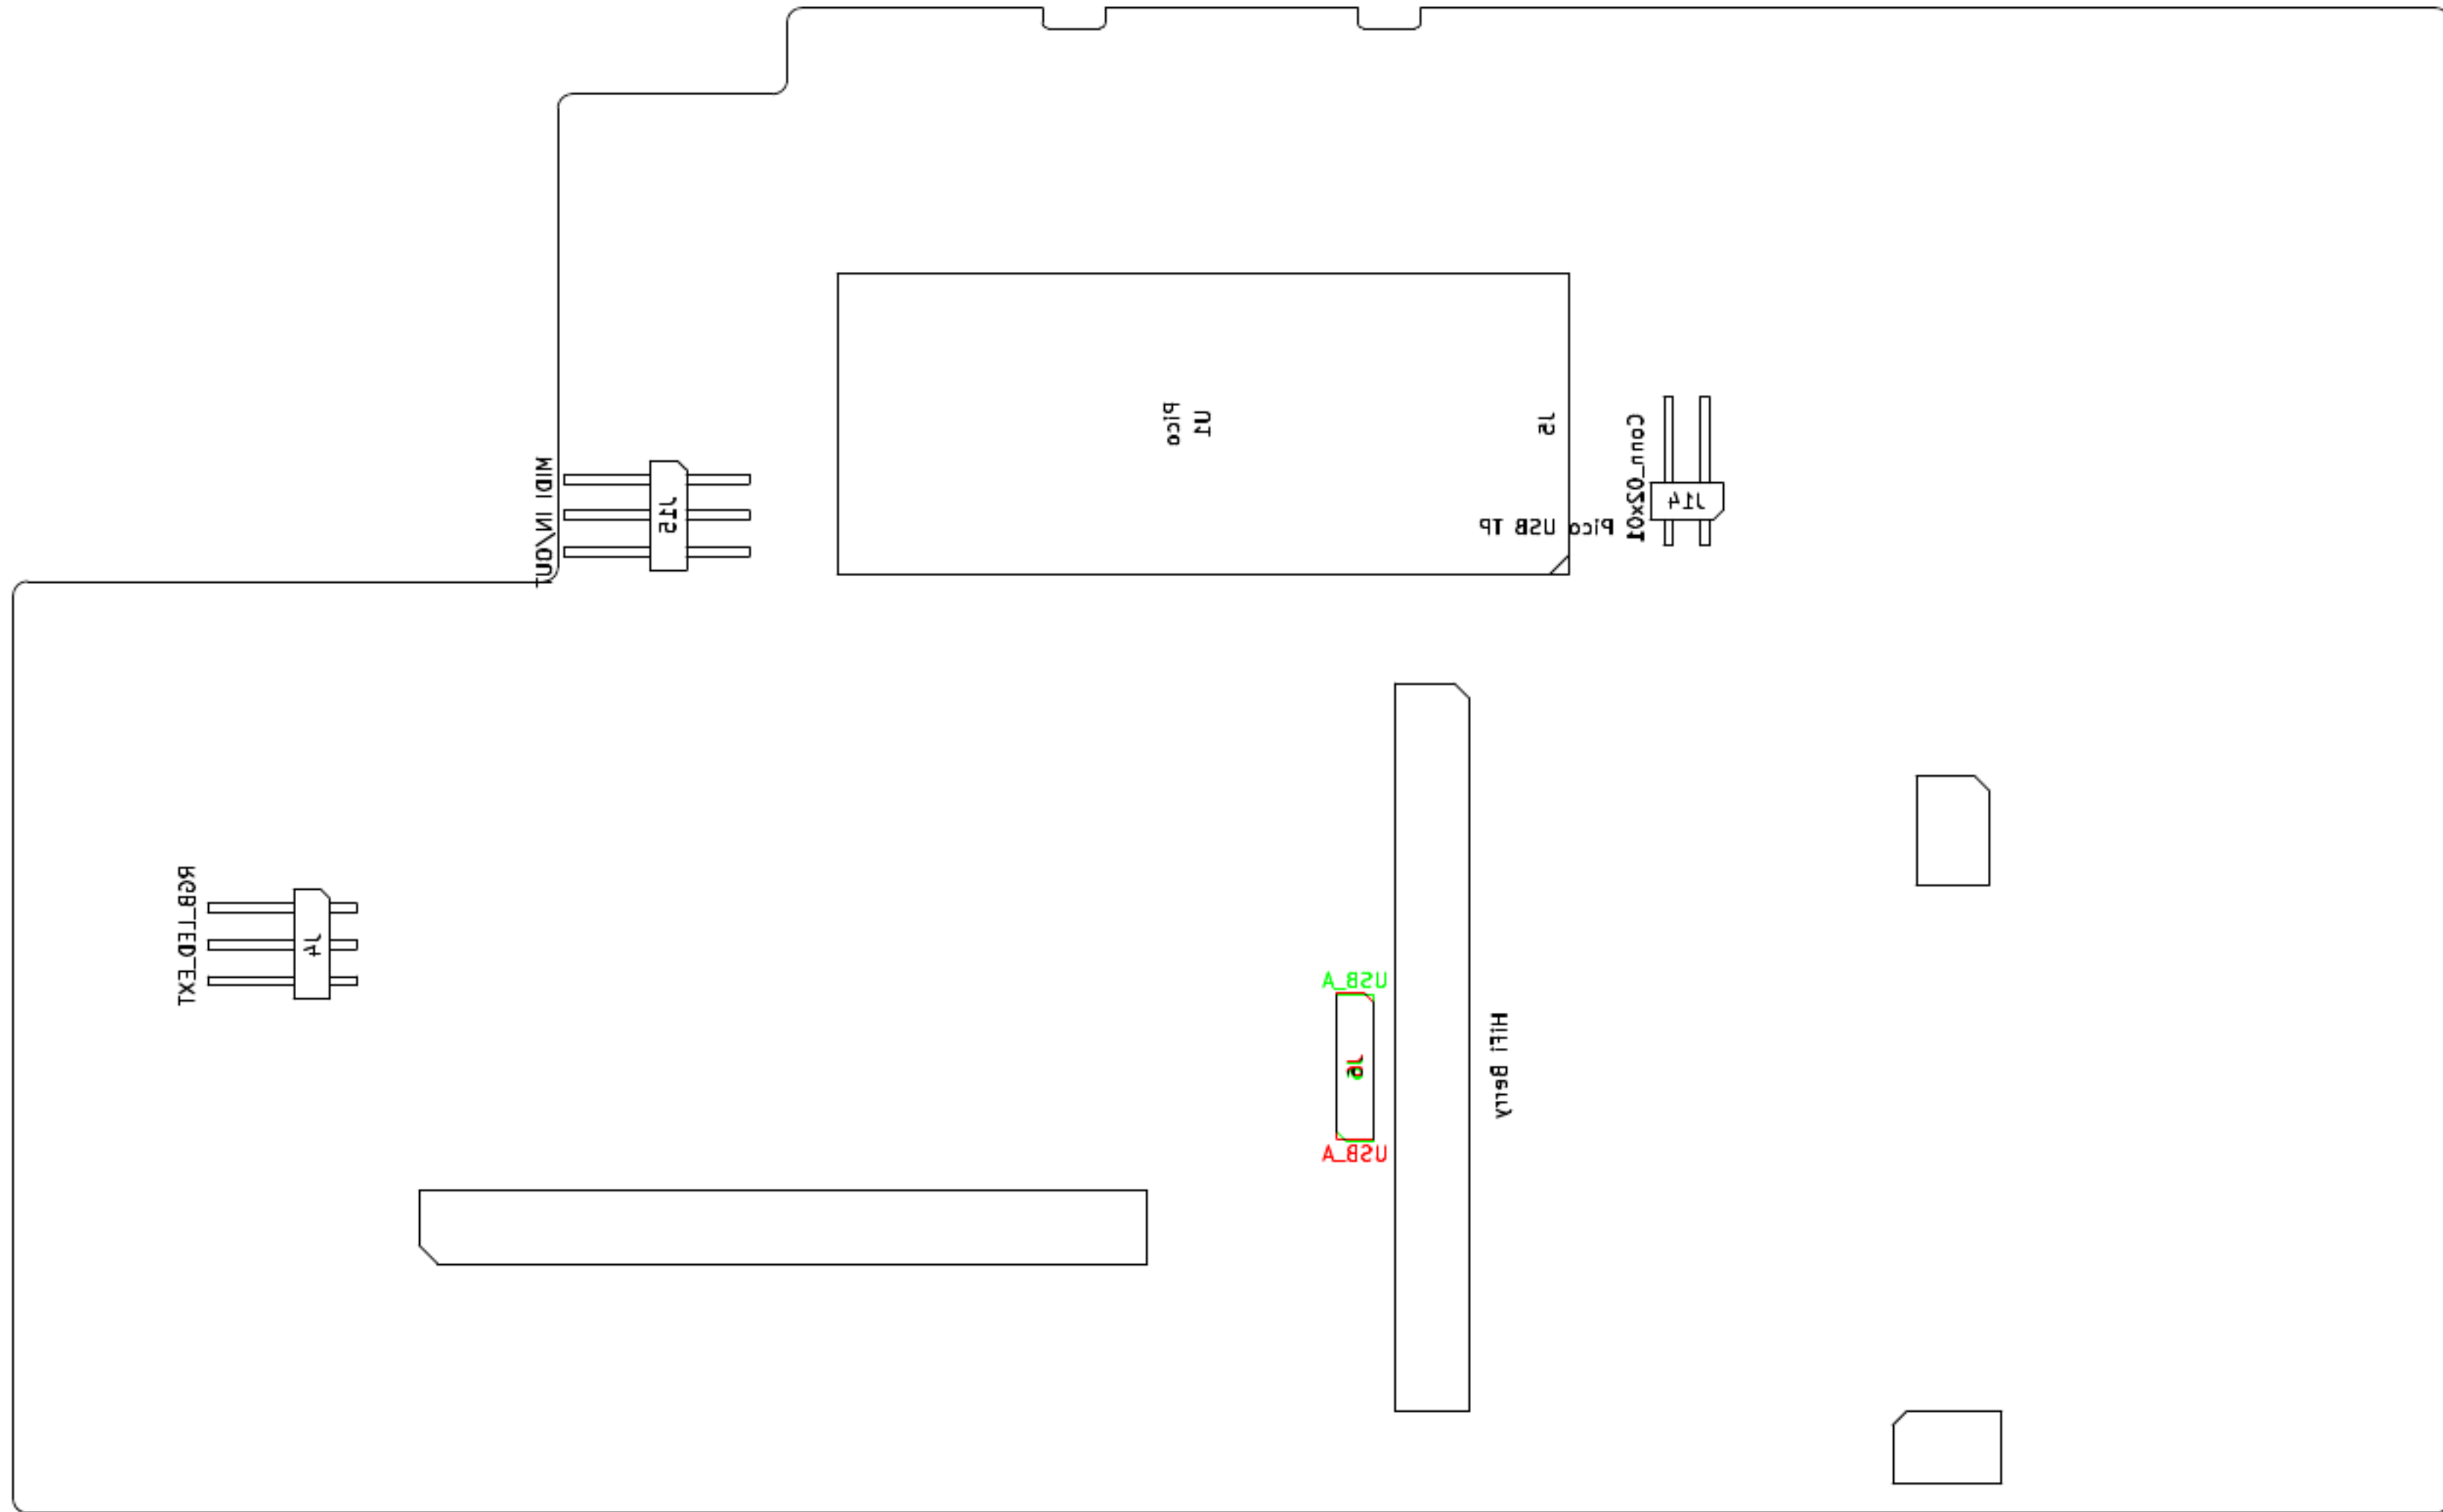 Pico
U1
J5
Conn_02x01
MIDI IN/OUT
J15
J14
Pico USB TP
RGB_LED_EXT
J4
USB_A
J6
HiFi Berry
USB_A